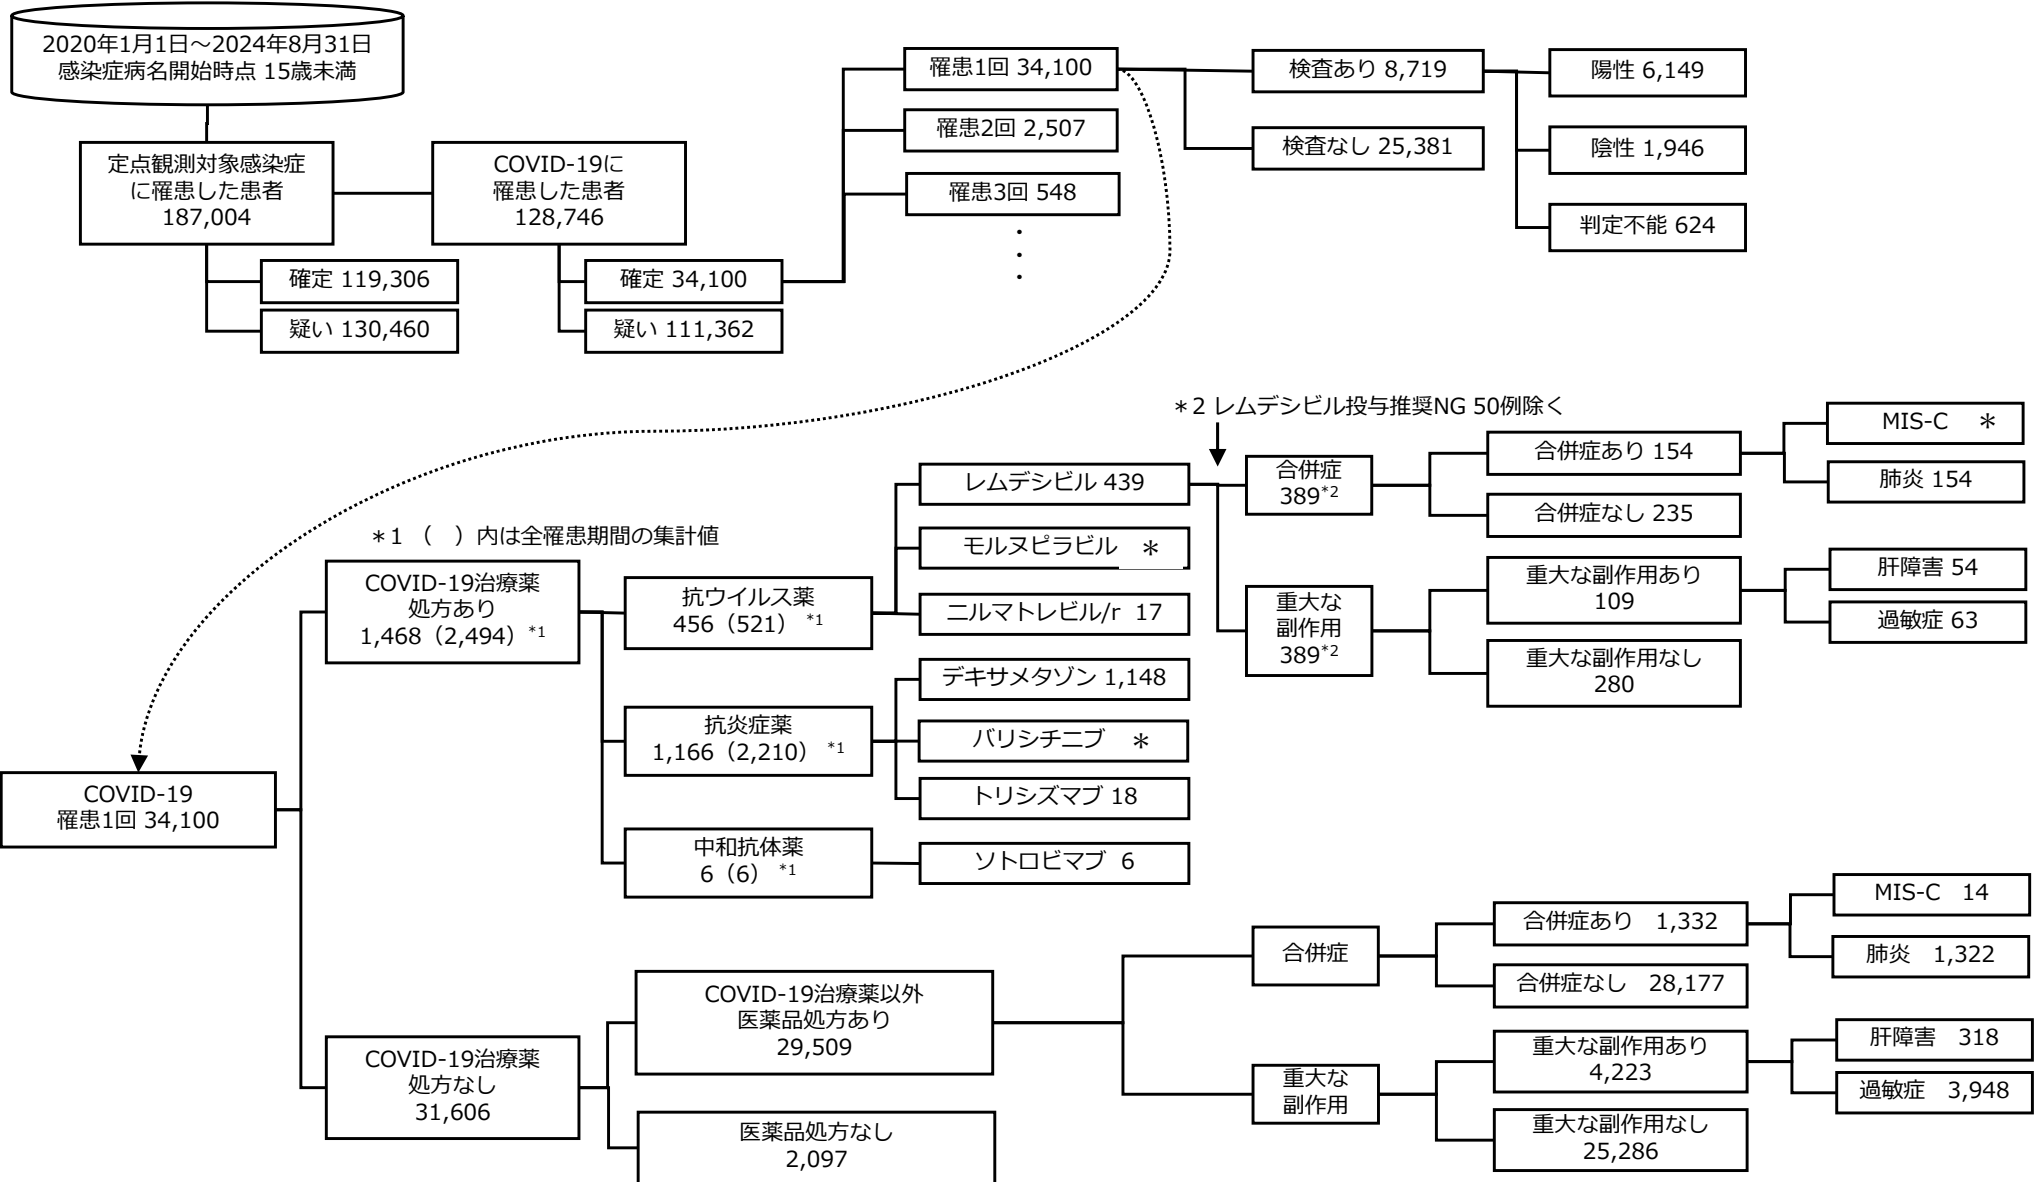 2020年1月1日～2024年8月31日
感染症病名開始時点 15歳未満
定点観測対象感染症
に罹患した患者
187,004
確定 119,306
疑い 130,460
COVID-19に
罹患した患者
128,746
確定 34,100
疑い 111,362
罹患1回 34,100
罹患2回 2,507
罹患3回 548
・
・
・
検査あり 8,719
検査なし 25,381
陽性 6,149
陰性 1,946
判定不能 624
＊2 レムデシビル投与推奨NG 50例除く
＊1 （　）内は全罹患期間の集計値
COVID-19
罹患1回 34,100
COVID-19治療薬
処方あり
1,468（2,494）*1
抗ウイルス薬
456（521） *1
レムデシビル 439
モルヌピラビル　＊
ニルマトレビル/r 17
抗炎症薬
1,166（2,210） *1
デキサメタゾン 1,148
バリシチニブ　＊
トリシズマブ 18
中和抗体薬
6（6） *1
ソトロビマブ 6
合併症
389*2
合併症あり 154
合併症なし 235
MIS-C　＊
肺炎 154
重大な
副作用
389*2
重大な副作用あり
109
重大な副作用なし
280
肝障害 54
過敏症 63
COVID-19治療薬
処方なし
31,606
COVID-19治療薬以外
医薬品処方あり
29,509
医薬品処方なし
2,097
合併症
合併症あり　1,332
合併症なし　28,177
MIS-C　14
肺炎　1,322
重大な
副作用
重大な副作用あり
4,223
重大な副作用なし
25,286
肝障害　318
過敏症　3,948